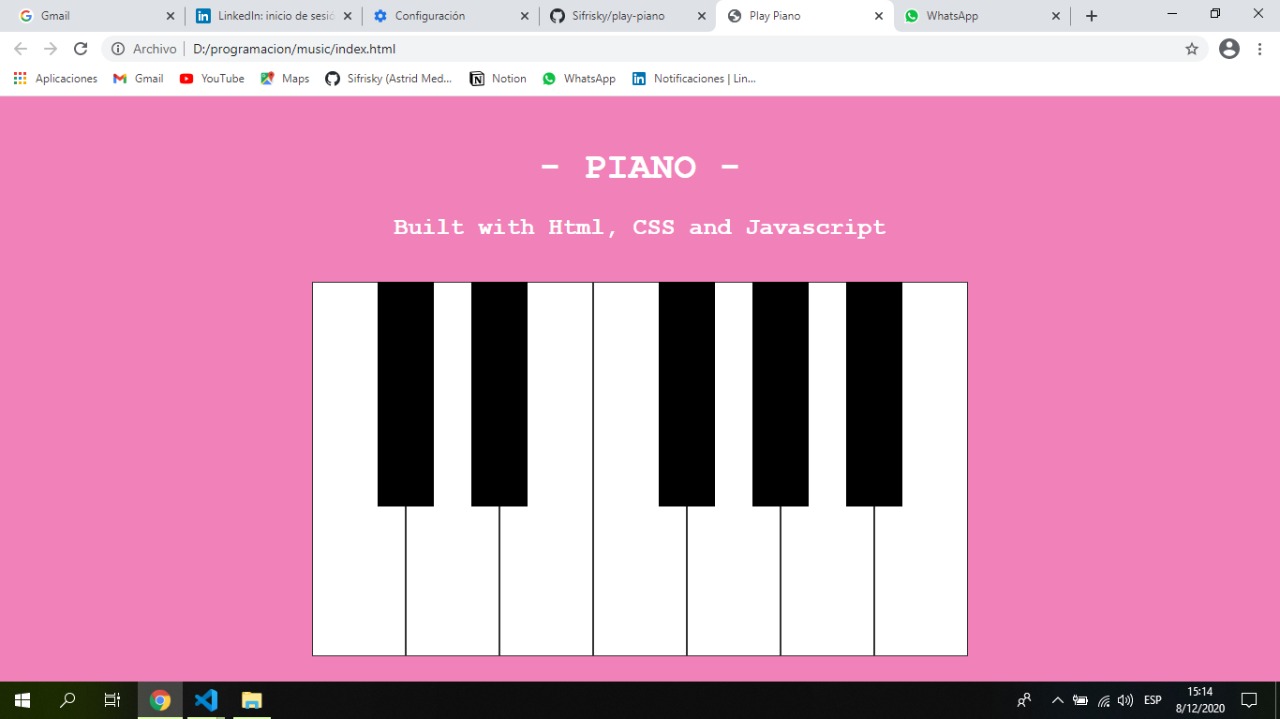 Gmail
LinkedIn: inicio de sesió
Configuración
Sifrisky/play-piano
Play Piano
WhatsApp
Archivo
D:/programacion/music/index.html
Aplicaciones
Gmail
YouTube
Maps
Sifrisky (Astrid Med...
Notion
WhatsApp
Notificaciones | Lin...
- PIANO -
Built with Html, CSS and Javascript
ESP
15:14
8/12/2020